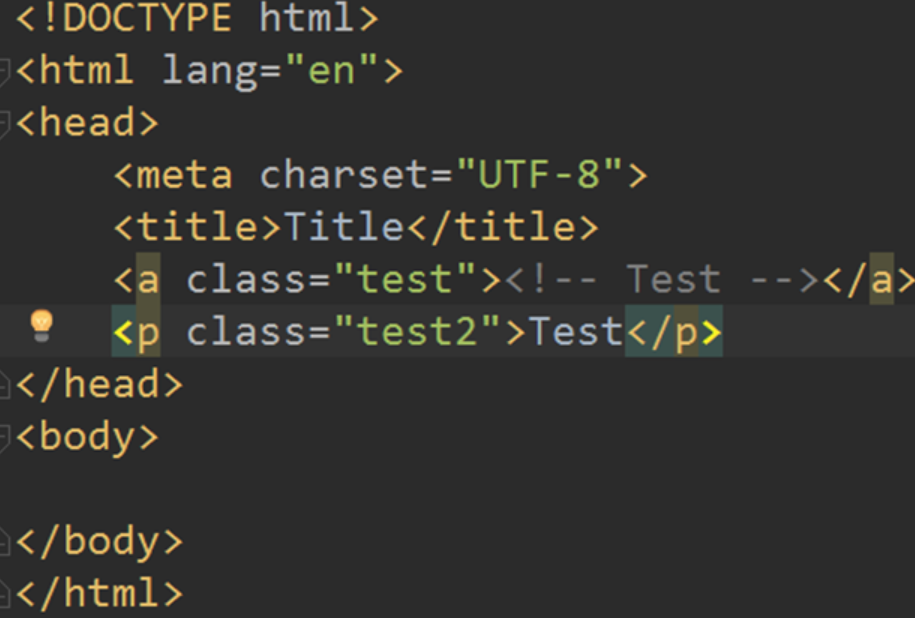 <!DOCTYPE html>
<html lang="en">
<head>
    <meta charset="UTF-8">
    <title>Title</title>
    <a class="test"><!-- Test --></a>
    <p class="test2">Test</p>
</head>
<body>

</body>
</html>